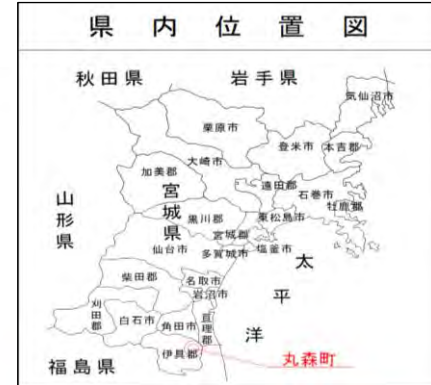 県内位置図
秋田県
岩手県
気仙沼市
栗原市
登米市
本吉郡
大崎市
加美郡
遠田郡
石巻市
牡鹿郡
宮城県
山形県
黒川郡
東松島市
宮城郡
仙台市
多賀城市
塩釜市
太平洋
柴田郡
名取市
岩沼市
刈田郡
白石市
角田市
亘理郡
伊具郡
丸森町
福島県